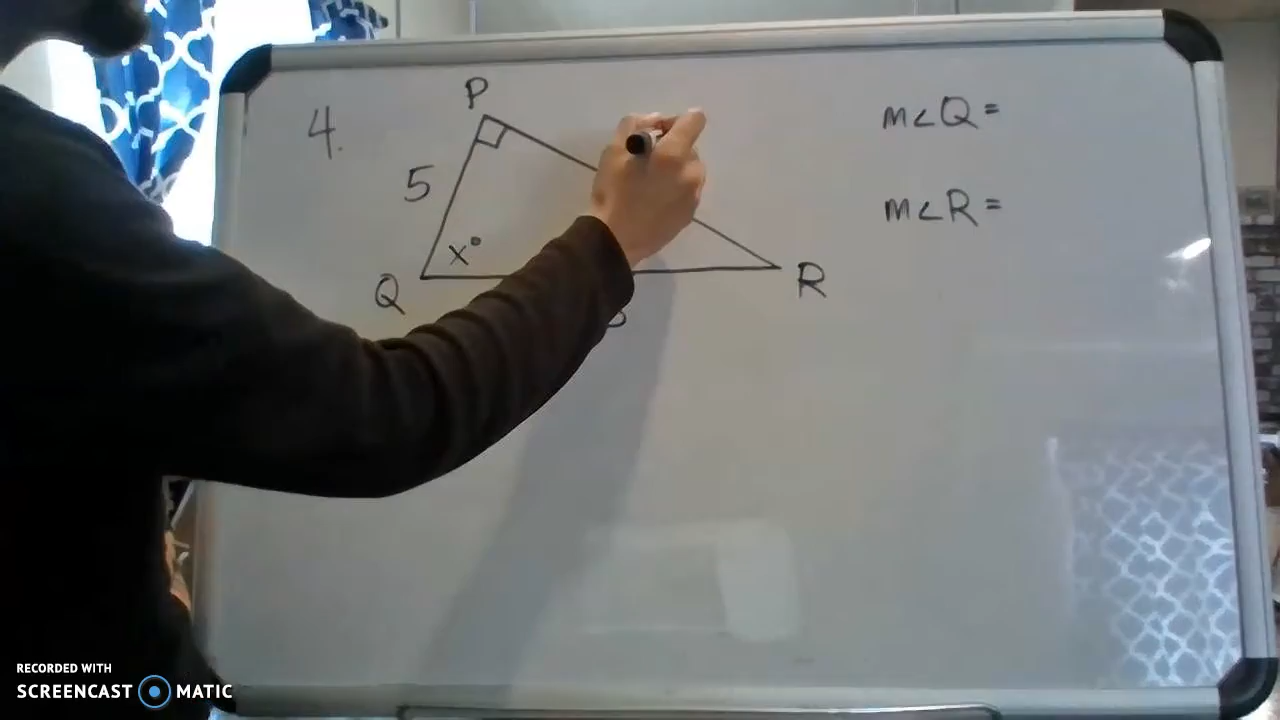 4.
P
5
x°
Q
R
m<Q=
m<R=
RECORDED WITH
SCREENCAST MATIC